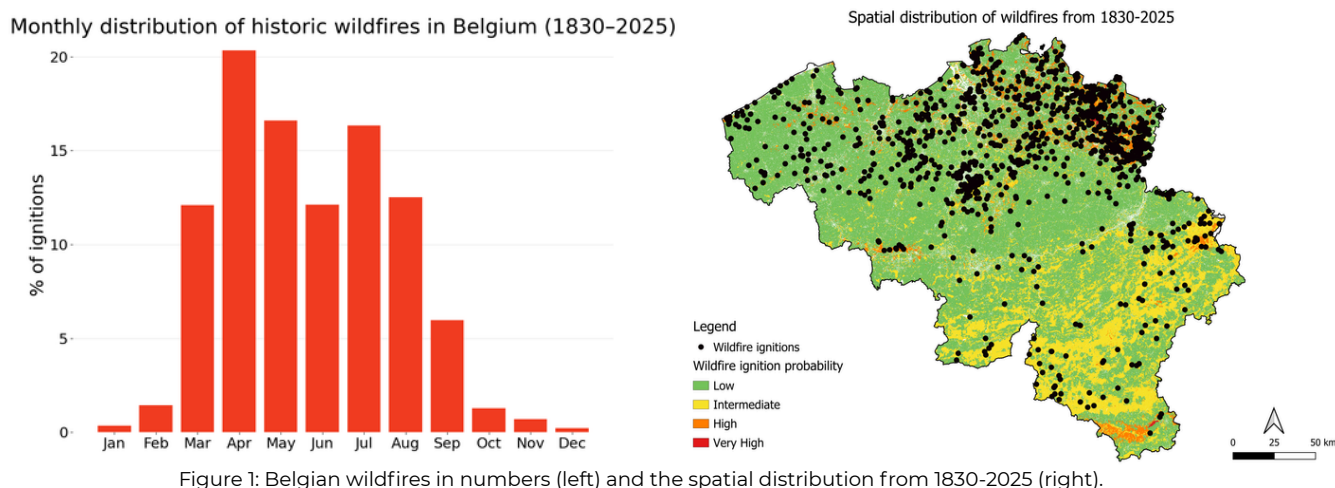 Monthly distribution of historic wildfires in Belgium (1830–2025)
% of ignitions
20
15
10
5
0
Jan Feb Mar Apr May Jun Jul Aug Sep Oct Nov Dec
Spatial distribution of wildfires from 1830-2025
Legend
Wildfire ignitions
Wildfire ignition probability
Low
Intermediate
High
Very High
0 25 50 km
Figure 1: Belgian wildfires in numbers (left) and the spatial distribution from 1830-2025 (right).